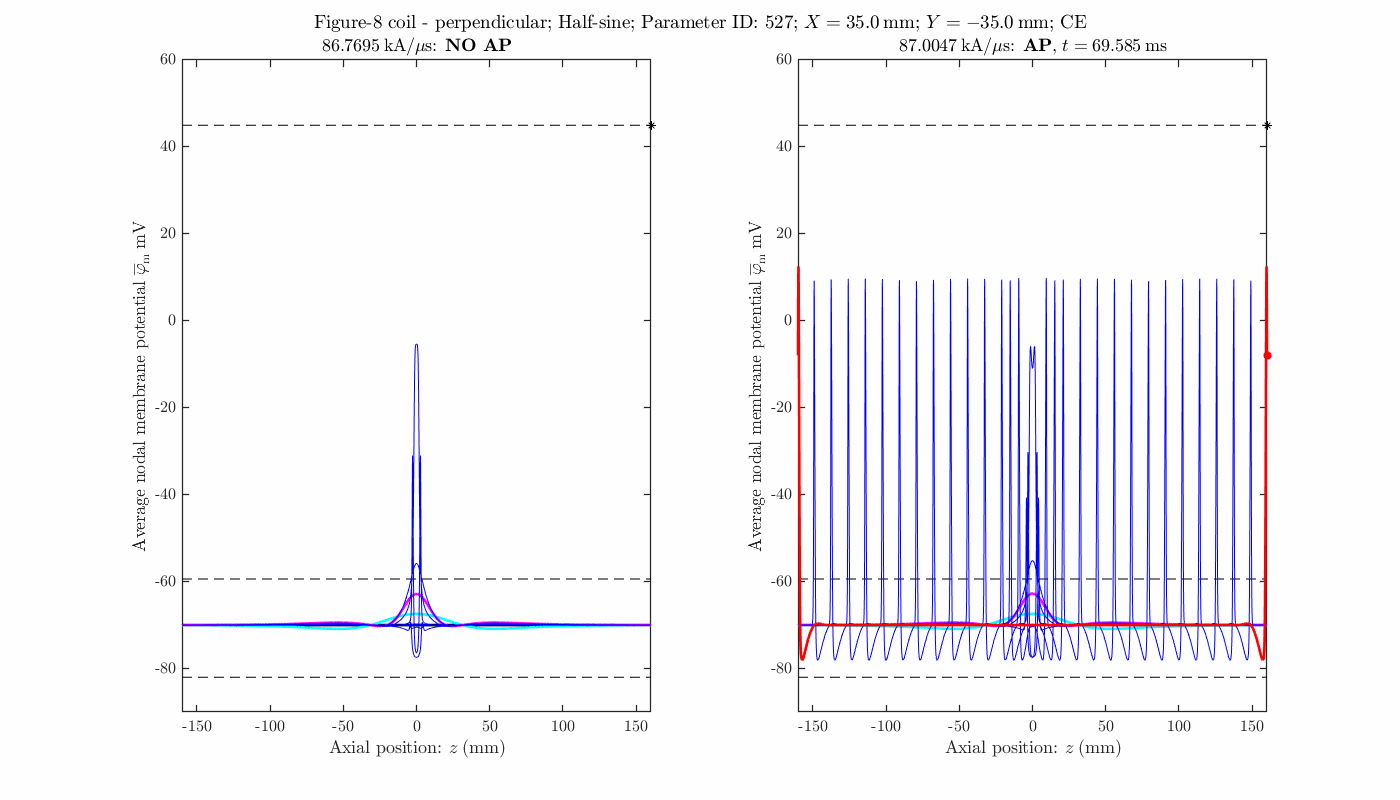 Figure-8 coil - perpendicular; Half-sine; Parameter ID: 527; X = 35.0 mm; Y = −35.0 mm; CE
86.7695 kA/μs: NO AP
87.0047 kA/μs: AP, t = 69.585 ms
60
40
20
0
-20
-40
-60
-80
Average nodal membrane potential φ̅m mV
-150 -100 -50 0 50 100 150
Axial position: z (mm)
60
40
20
0
-20
-40
-60
-80
Average nodal membrane potential φ̅m mV
-150 -100 -50 0 50 100 150
Axial position: z (mm)